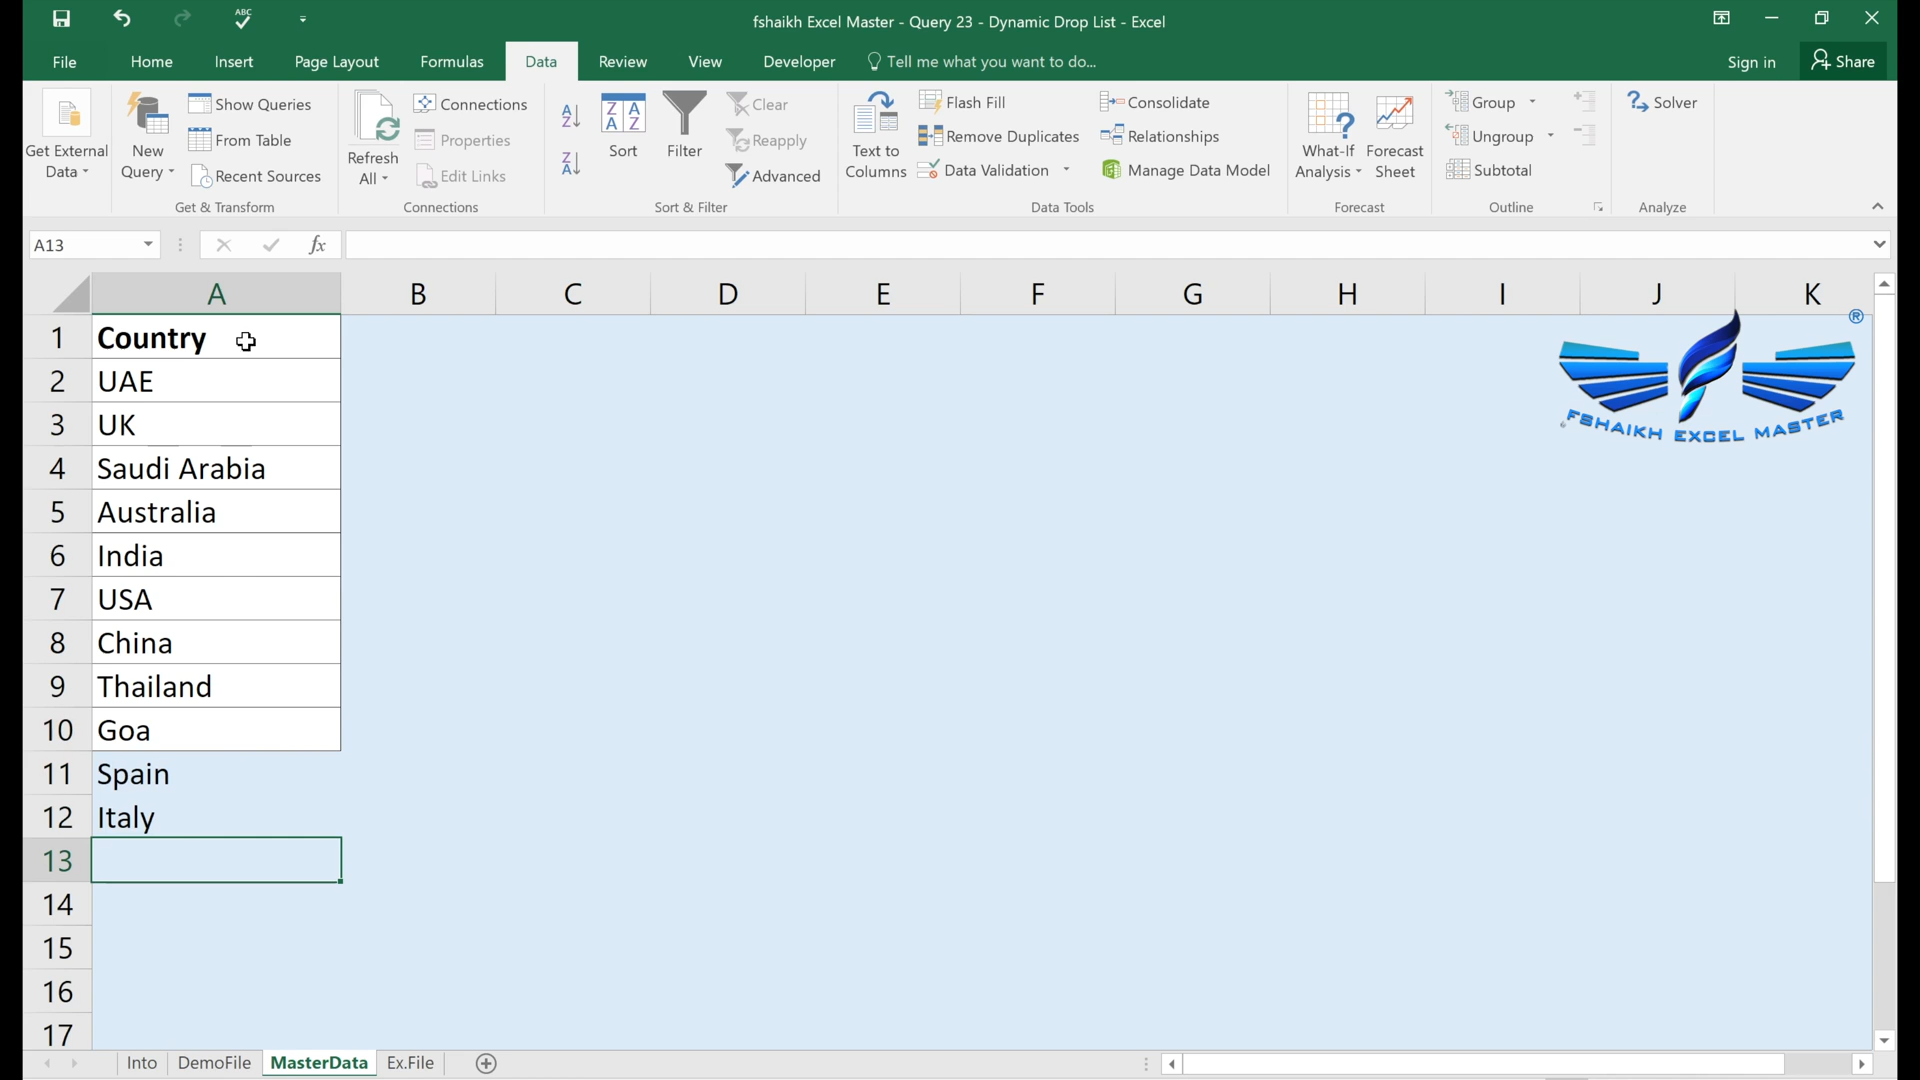 ABC
fshaikh Excel Master - Query 23 - Dynamic Drop List - Excel
File Home Insert Page Layout Formulas Data Review View Developer Tell me what you want to do... Sign in Share
Get External Data
New Query
Show Queries
From Table
Recent Sources
Get & Transform
Refresh All
Connections
Properties
Edit Links
Connections
Sort
Filter
Clear
Reapply
Advanced
Sort & Filter
Text to Columns
Flash Fill
Remove Duplicates
Data Validation
Consolidate
Relationships
Manage Data Model
Data Tools
What-If Analysis
Forecast Sheet
Forecast
Group
Ungroup
Subtotal
Outline
Solver
Analyze
A13 fx
A B C D E F G H I J K
1 Country
2 UAE
3 UK
4 Saudi Arabia
5 Australia
6 India
7 USA
8 China
9 Thailand
10 Goa
11 Spain
12 Italy
13
14
15
16
17
®
FSHAIKH EXCEL MASTER
Into DemoFile MasterData Ex.File